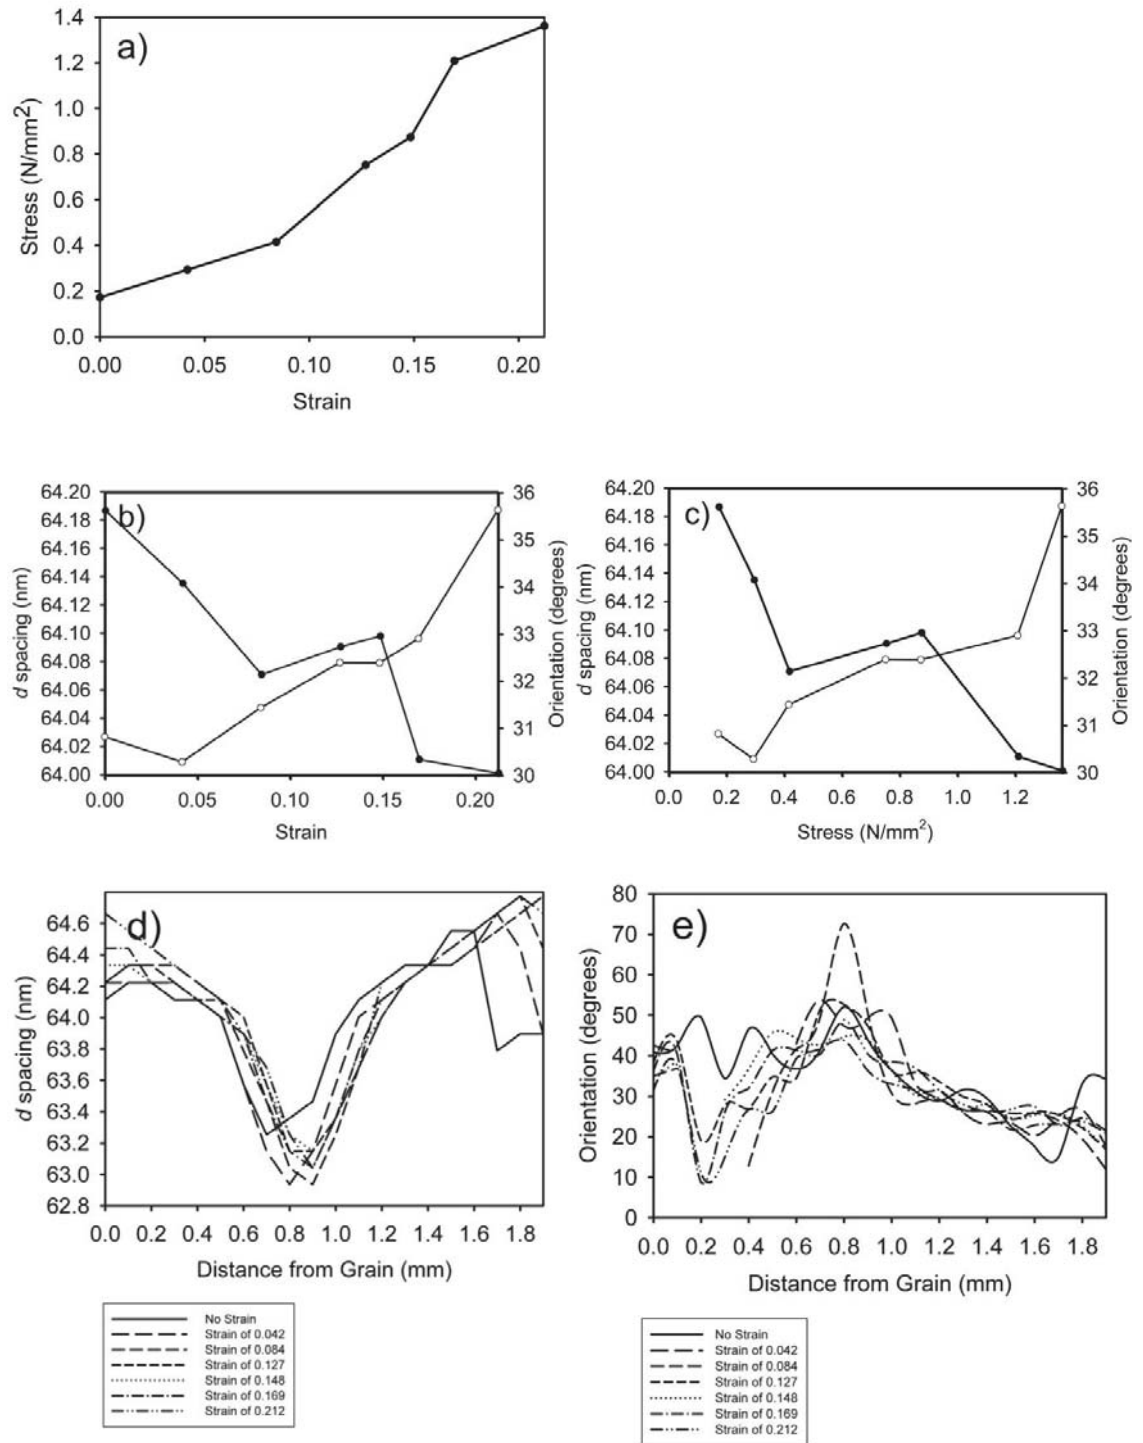 a)
Stress (N/mm2)
1.4
1.2
1.0
0.8
0.6
0.4
0.2
0.0
0.00 0.05 0.10 0.15 0.20
Strain
b)
d spacing (nm)
64.20
64.18
64.16
64.14
64.12
64.10
64.08
64.06
64.04
64.02
64.00
36
35
34
33
32
31
30
Orientation (degrees)
0.00 0.05 0.10 0.15 0.20
Strain
c)
d spacing (nm)
64.20
64.18
64.16
64.14
64.12
64.10
64.08
64.06
64.04
64.02
64.00
36
35
34
33
32
31
30
Orientation (degrees)
0.0 0.2 0.4 0.6 0.8 1.0 1.2
Stress (N/mm2)
d)
d spacing (nm)
64.6
64.4
64.2
64.0
63.8
63.6
63.4
63.2
63.0
62.8
0.0 0.2 0.4 0.6 0.8 1.0 1.2 1.4 1.6 1.8
Distance from Grain (mm)
No Strain
Strain of 0.042
Strain of 0.084
Strain of 0.127
Strain of 0.148
Strain of 0.169
Strain of 0.212
e)
Orientation (degrees)
80
70
60
50
40
30
20
10
0
0.0 0.2 0.4 0.6 0.8 1.0 1.2 1.4 1.6 1.8
Distance from Grain (mm)
No Strain
Strain of 0.042
Strain of 0.084
Strain of 0.127
Strain of 0.148
Strain of 0.169
Strain of 0.212